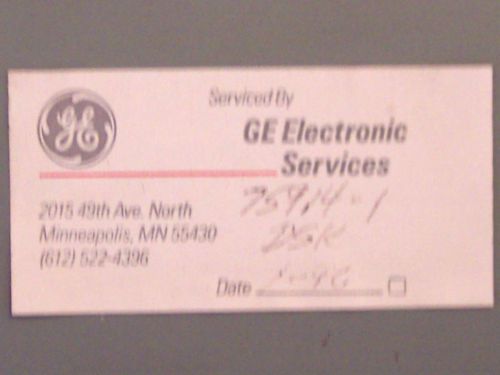 GE
Serviced By
GE Electronic
Services
2015 49th Ave. North
Minneapolis, MN 55430
(612) 522-4396
Date